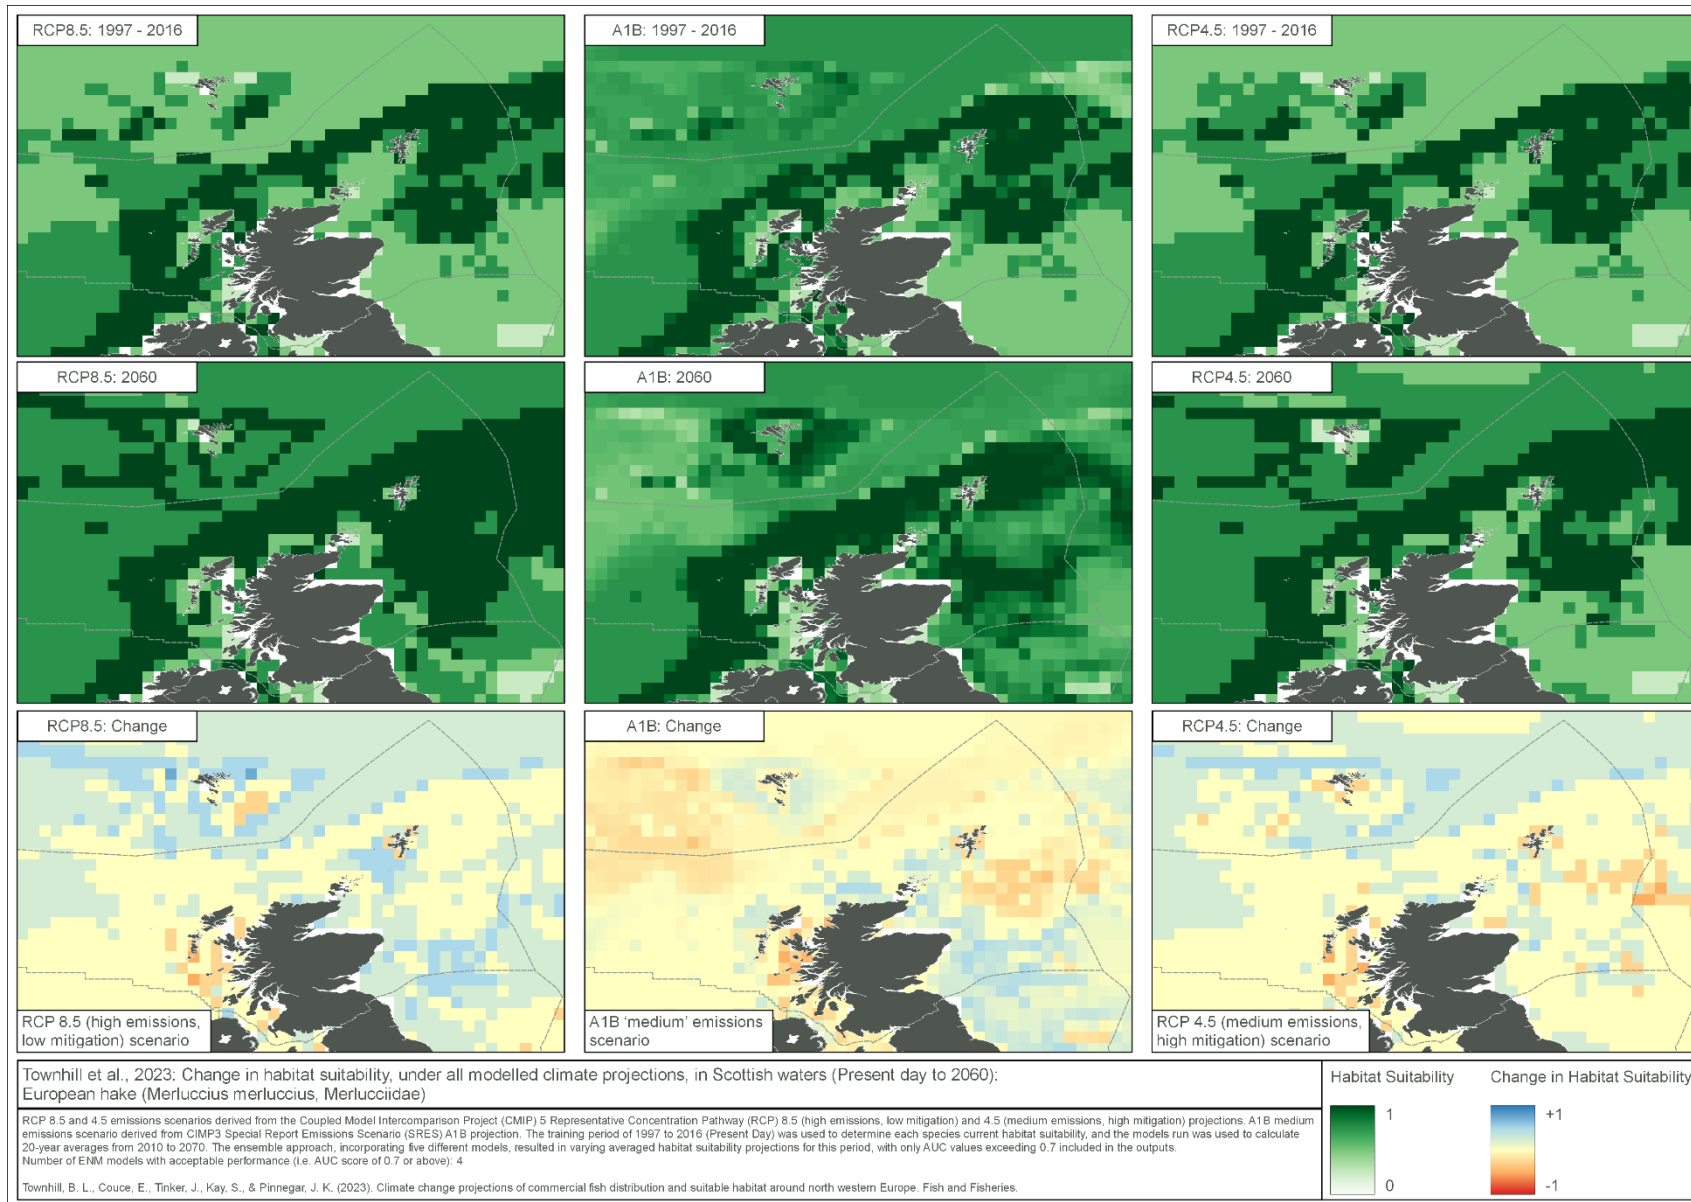 RCP8.5: 1997 - 2016
A1B: 1997 - 2016
RCP4.5: 1997 - 2016
RCP8.5: 2060
A1B: 2060
RCP4.5: 2060
RCP8.5: Change
A1B: Change
RCP4.5: Change
RCP 8.5 (high emissions,
low mitigation) scenario
A1B 'medium' emissions
scenario
RCP 4.5 (medium emissions,
high mitigation) scenario
Townhill et al., 2023: Change in habitat suitability, under all modelled climate projections, in Scottish waters (Present day to 2060):
European hake (Merluccius merluccius, Merlucciidae)
RCP 8.5 and 4.5 emissions scenarios derived from the Coupled Model Intercomparison Project (CMIP) 5 Representative Concentration Pathway (RCP) 8.5 (high emissions, low mitigation) and 4.5 (medium emissions, high mitigation) projections. A1B medium
emissions scenario derived from CIMP3 Special Report Emissions Scenario (SRES) A1B projection. The training period of 1997 to 2016 (Present Day) was used to determine each species current habitat suitability, and the models run was used to calculate
20-year averages from 2010 to 2070. The ensemble approach, incorporating five different models, resulted in varying averaged habitat suitability projections for this period, with only AUC values exceeding 0.7 included in the outputs.
Number of ENM models with acceptable performance (i.e. AUC score of 0.7 or above): 4
Townhill, B. L., Couce, E., Tinker, J., Kay, S., & Pinnegar, J. K. (2023). Climate change projections of commercial fish distribution and suitable habitat around north western Europe. Fish and Fisheries.
Habitat Suitability
1
0
Change in Habitat Suitability
+1
-1